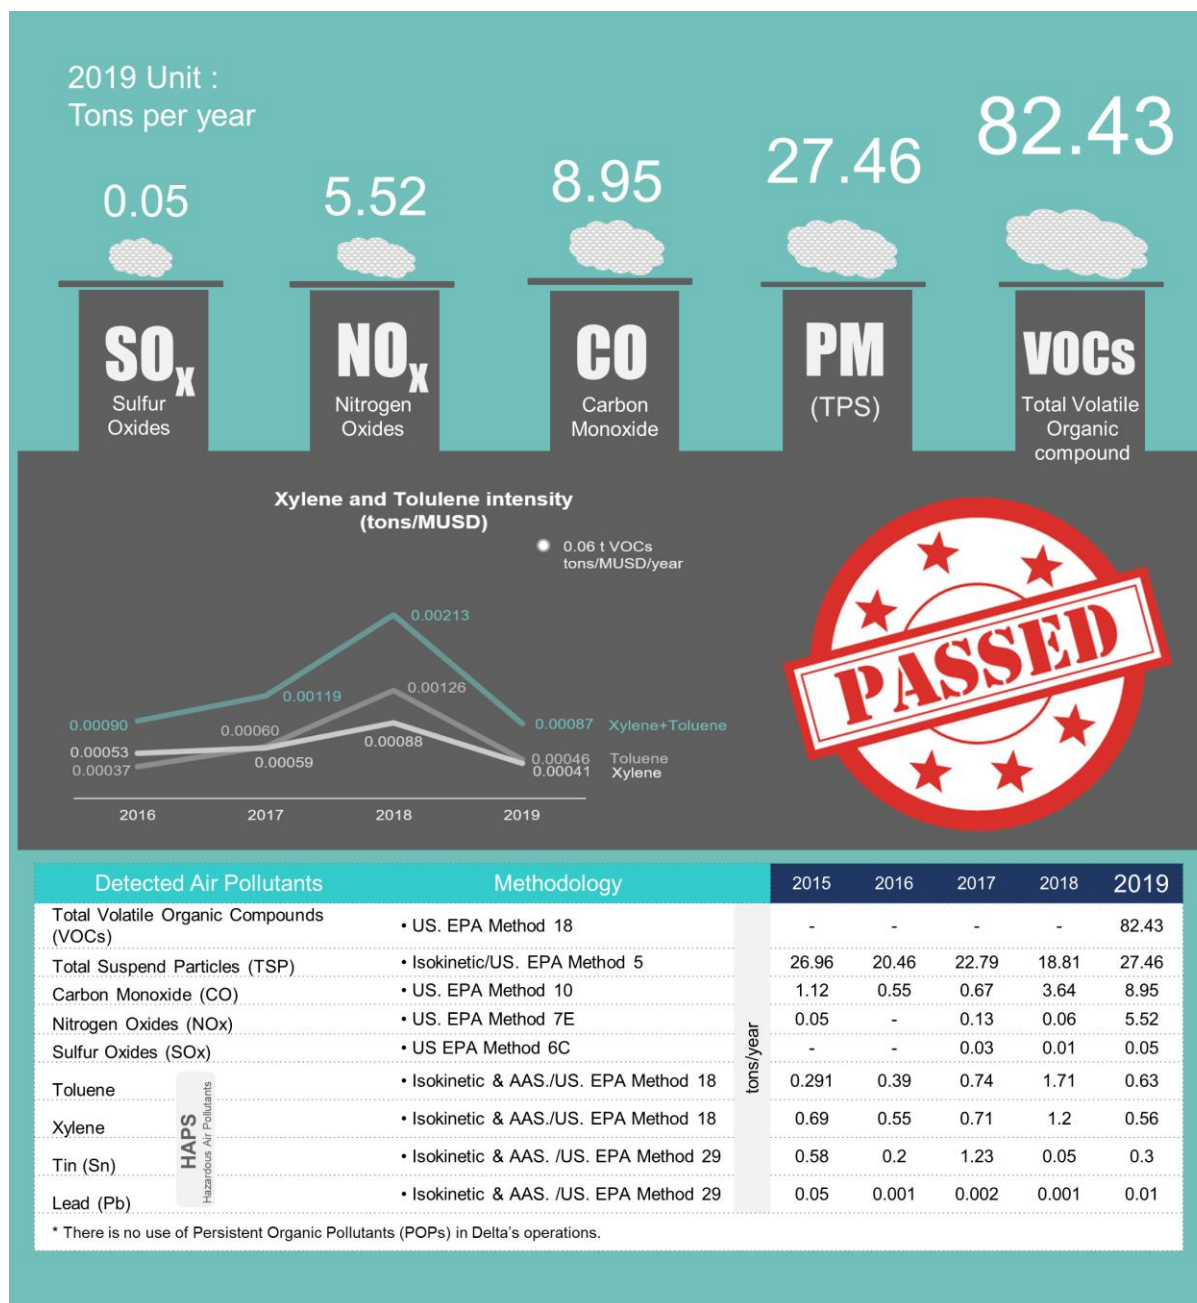 2019 Unit :
Tons per year
0.05
5.52
8.95
27.46
82.43
SOx
Sulfur
Oxides
NOx
Nitrogen
Oxides
CO
Carbon
Monoxide
PM
(TPS)
VOCs
Total Volatile
Organic
compound
Xylene and Tolulene intensity
(tons/MUSD)
0.06 t VOCs
tons/MUSD/year
0.00213
0.00126
0.00119
0.00090
0.00060
0.00087 Xylene+Toluene
0.00053
0.00088
0.00037
0.00059
0.00046 Toluene
0.00041 Xylene
2016 2017 2018 2019
PASSED
Detected Air Pollutants Methodology 2015 2016 2017 2018 2019
tons/year
Total Volatile Organic Compounds
(VOCs) • US. EPA Method 18 - - - - 82.43
Total Suspend Particles (TSP) • Isokinetic/US. EPA Method 5 26.96 20.46 22.79 18.81 27.46
Carbon Monoxide (CO) • US. EPA Method 10 1.12 0.55 0.67 3.64 8.95
Nitrogen Oxides (NOx) • US. EPA Method 7E 0.05 - 0.13 0.06 5.52
Sulfur Oxides (SOx) • US EPA Method 6C - - 0.03 0.01 0.05
HAPS
Hazardous Air Pollutants
Toluene • Isokinetic & AAS./US. EPA Method 18 0.291 0.39 0.74 1.71 0.63
Xylene • Isokinetic & AAS./US. EPA Method 18 0.69 0.55 0.71 1.2 0.56
Tin (Sn) • Isokinetic & AAS. /US. EPA Method 29 0.58 0.2 1.23 0.05 0.3
Lead (Pb) • Isokinetic & AAS. /US. EPA Method 29 0.05 0.001 0.002 0.001 0.01
* There is no use of Persistent Organic Pollutants (POPs) in Delta's operations.